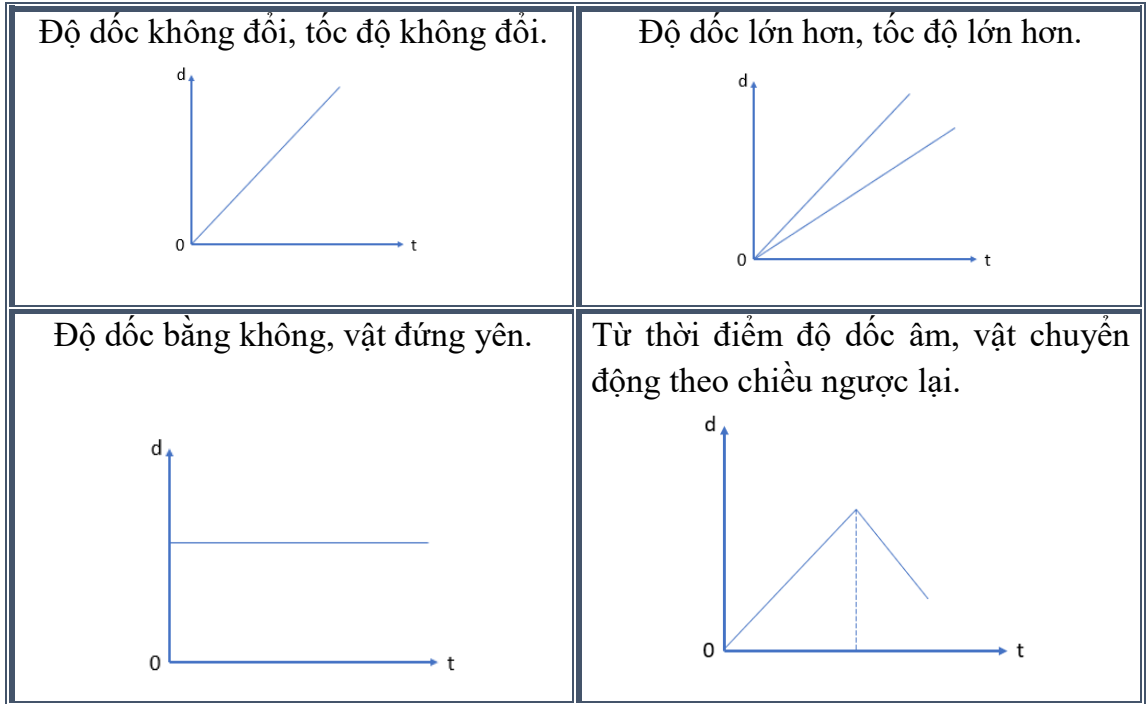 Độ dốc không đổi, tốc độ không đổi.
d
0
t
Độ dốc lớn hơn, tốc độ lớn hơn.
d
0
t
Độ dốc bằng không, vật đứng yên.
d
0
t
Từ thời điểm độ dốc âm, vật chuyển
động theo chiều ngược lại.
d
0
t